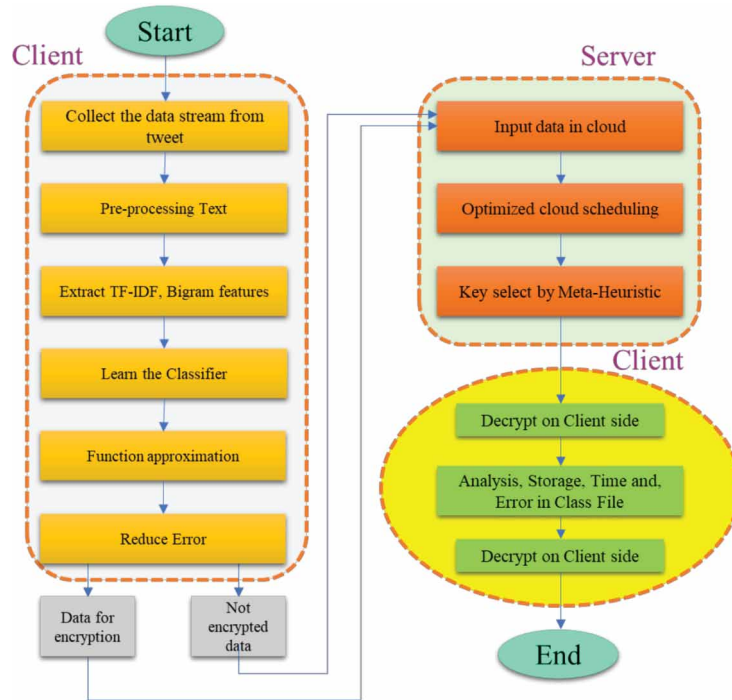 Start
Client
Collect the data stream from
tweet
Pre-processing Text
Extract TF-IDF, Bigram features
Learn the Classifier
Function approximation
Reduce Error
Data for
encryption
Not
encrypted
data
Server
Input data in cloud
Optimized cloud scheduling
Key select by Meta-Heuristic
Client
Decrypt on Client side
Analysis, Storage, Time and,
Error in Class File
Decrypt on Client side
End